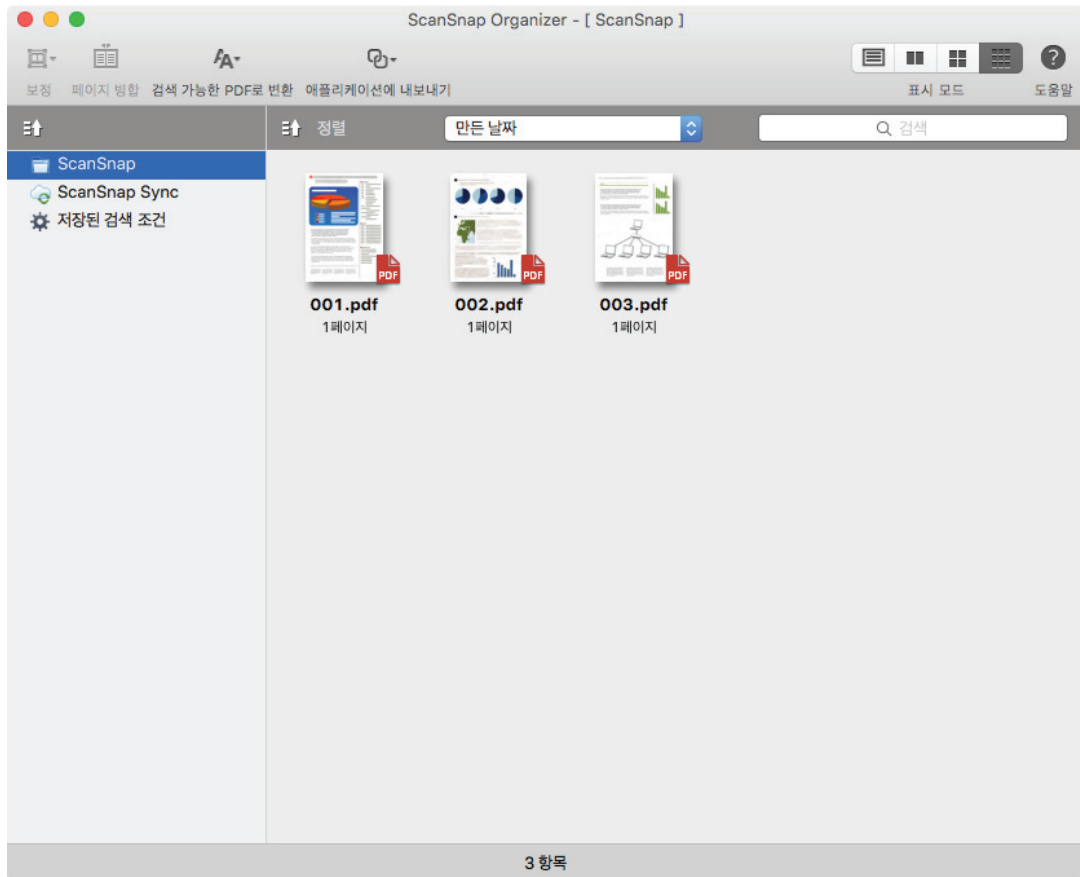 ScanSnap Organizer - [ ScanSnap ]
보정 페이지 병합 검색 가능한 PDF로 변환 애플리케이션에 내보내기 표시 모드 도움말
정렬 만든 날짜 검색
ScanSnap
ScanSnap Sync
저장된 검색 조건
PDF PDF PDF
001.pdf 002.pdf 003.pdf
1페이지 1페이지 1페이지
3 항목